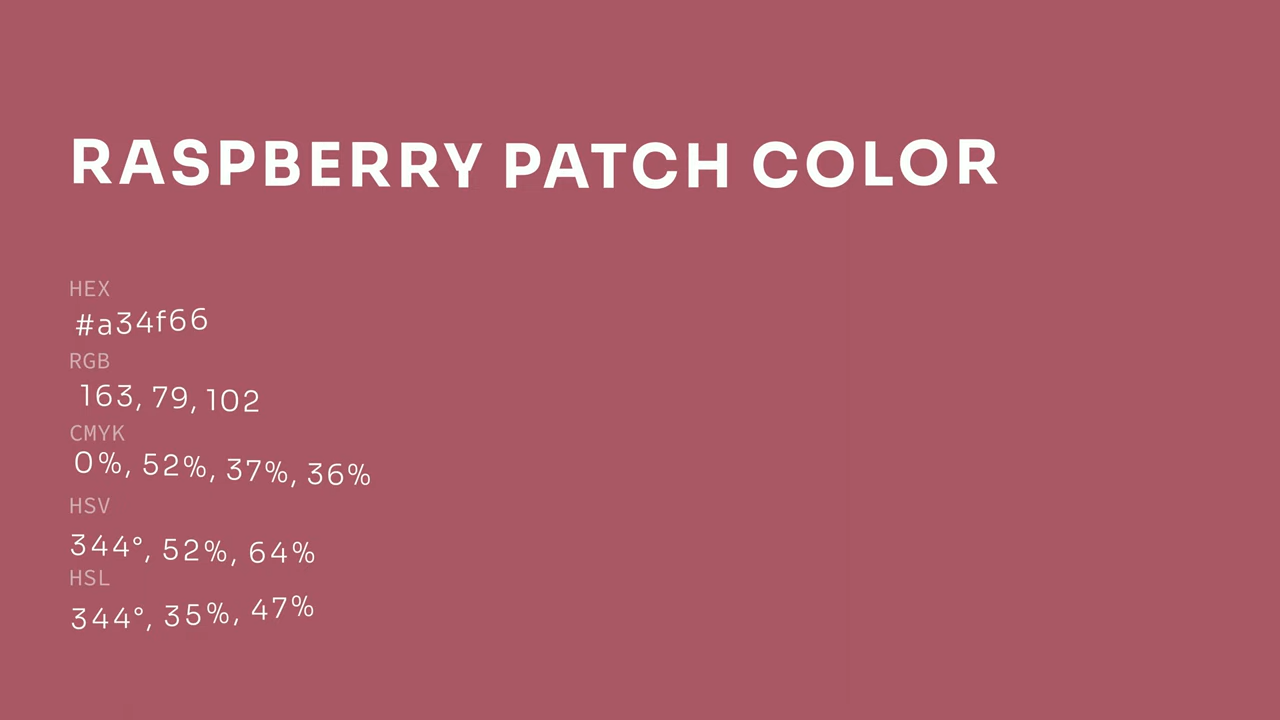 RASPBERRY PATCH COLOR
HEX
#a34f66
RGB
163, 79, 102
CMYK
0%, 52%, 37%, 36%
HSV
344°, 52%, 64%
HSL
344°, 35%, 47%